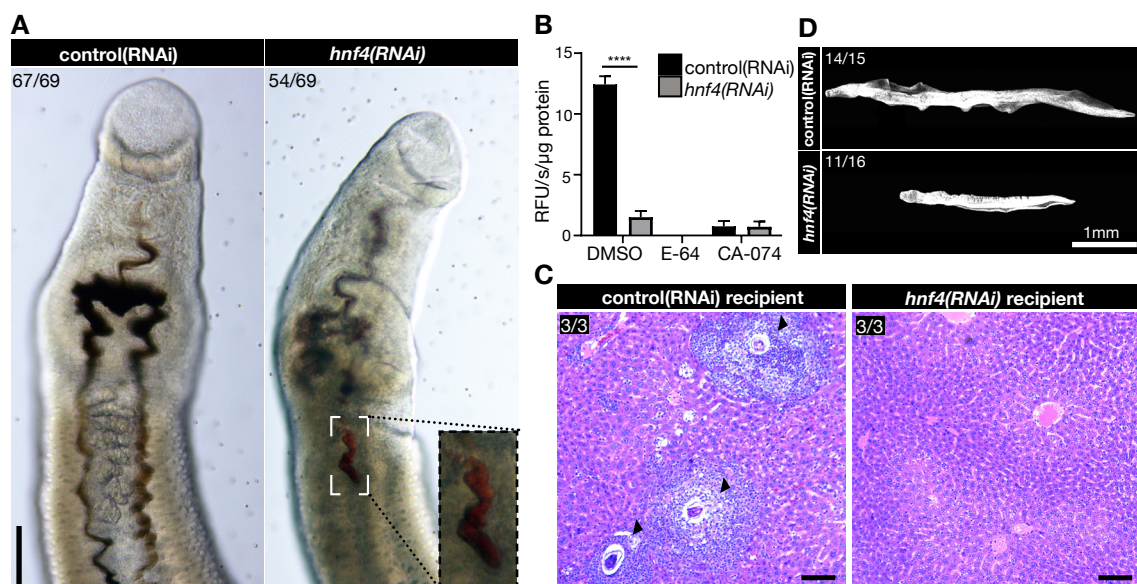 A
control(RNAi)
hnf4(RNAi)
67/69
54/69
B
15
10
5
0
RFU/s/µg protein
****
control(RNAi)
hnf4(RNAi)
DMSO
E-64
CA-074
D
control(RNAi)
14/15
hnf4(RNAi)
11/16
1mm
C
control(RNAi) recipient
hnf4(RNAi) recipient
3/3
3/3